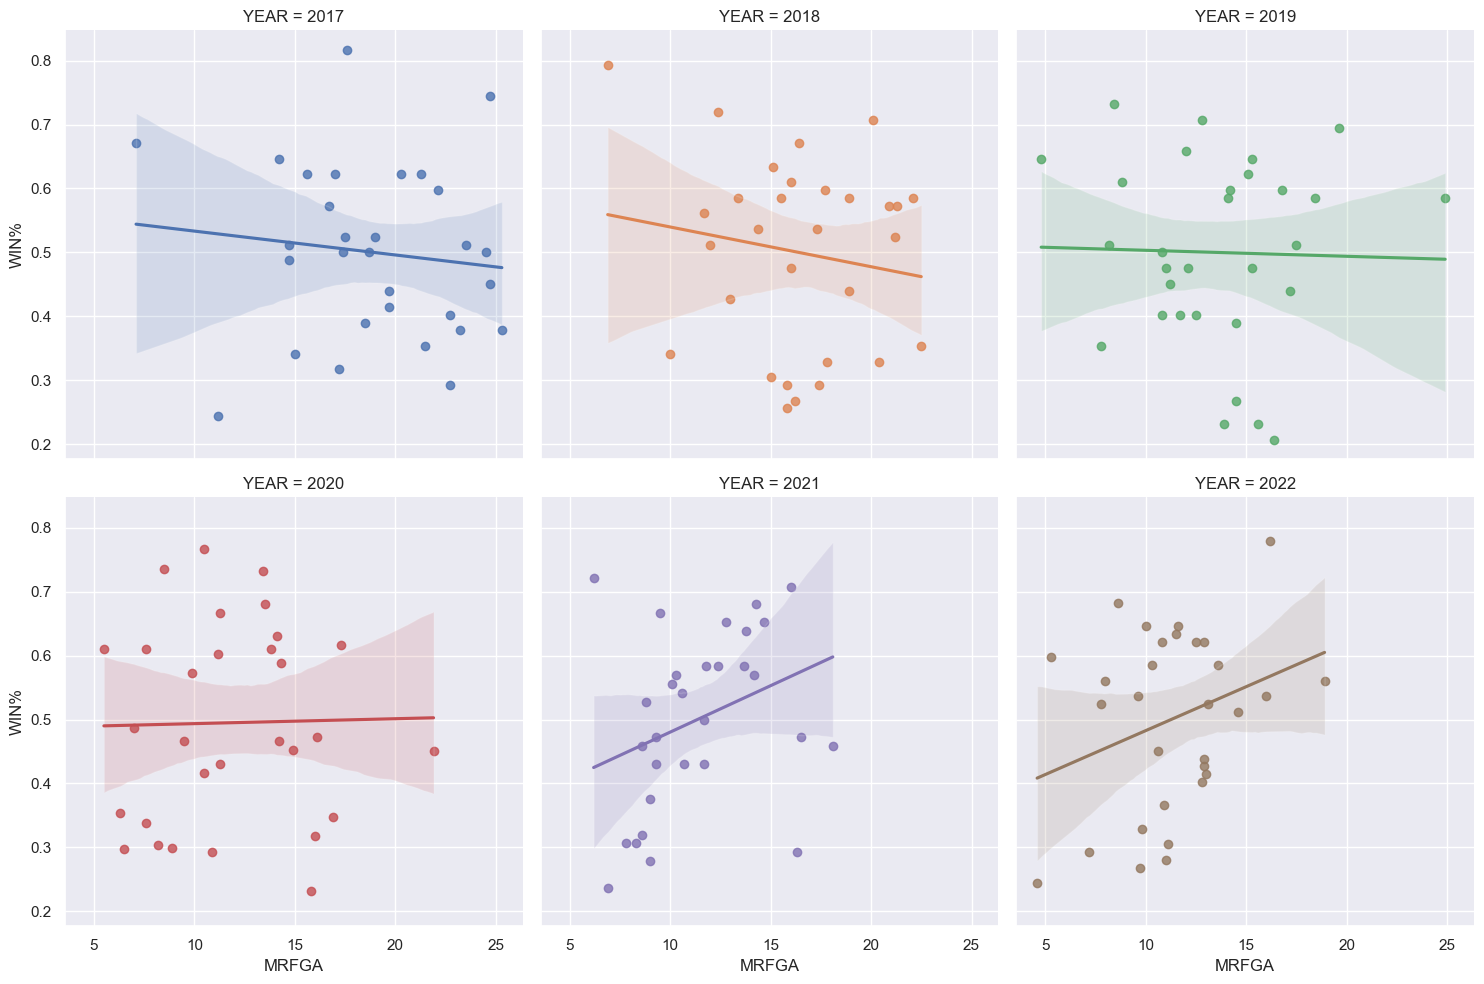 YEAR = 2017
YEAR = 2018
YEAR = 2019
0.8
0.7
0.6
0.5
0.4
0.3
0.2
WIN%
YEAR = 2020
YEAR = 2021
YEAR = 2022
0.8
0.7
0.6
0.5
0.4
0.3
0.2
WIN%
5 10 15 20 25
5 10 15 20 25
5 10 15 20 25
MRFGA
MRFGA
MRFGA